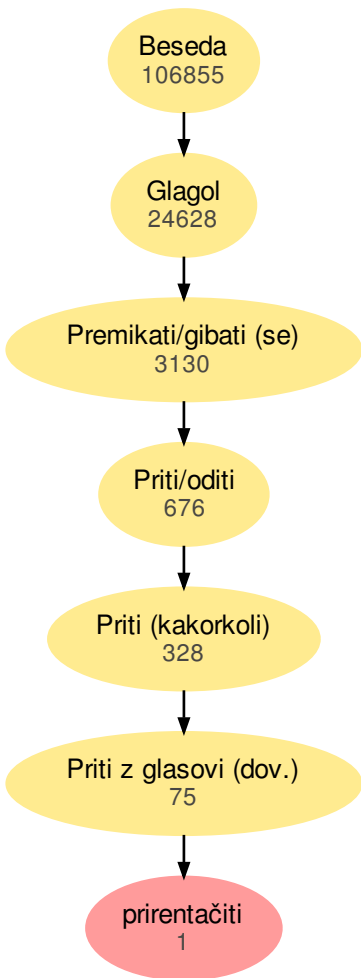 Beseda
106855
Glagol
24628
Premikati/gibati (se)
3130
Priti/oditi
676
Priti (kakorkoli)
328
Priti z glasovi (dov.)
75
prirentačiti
1